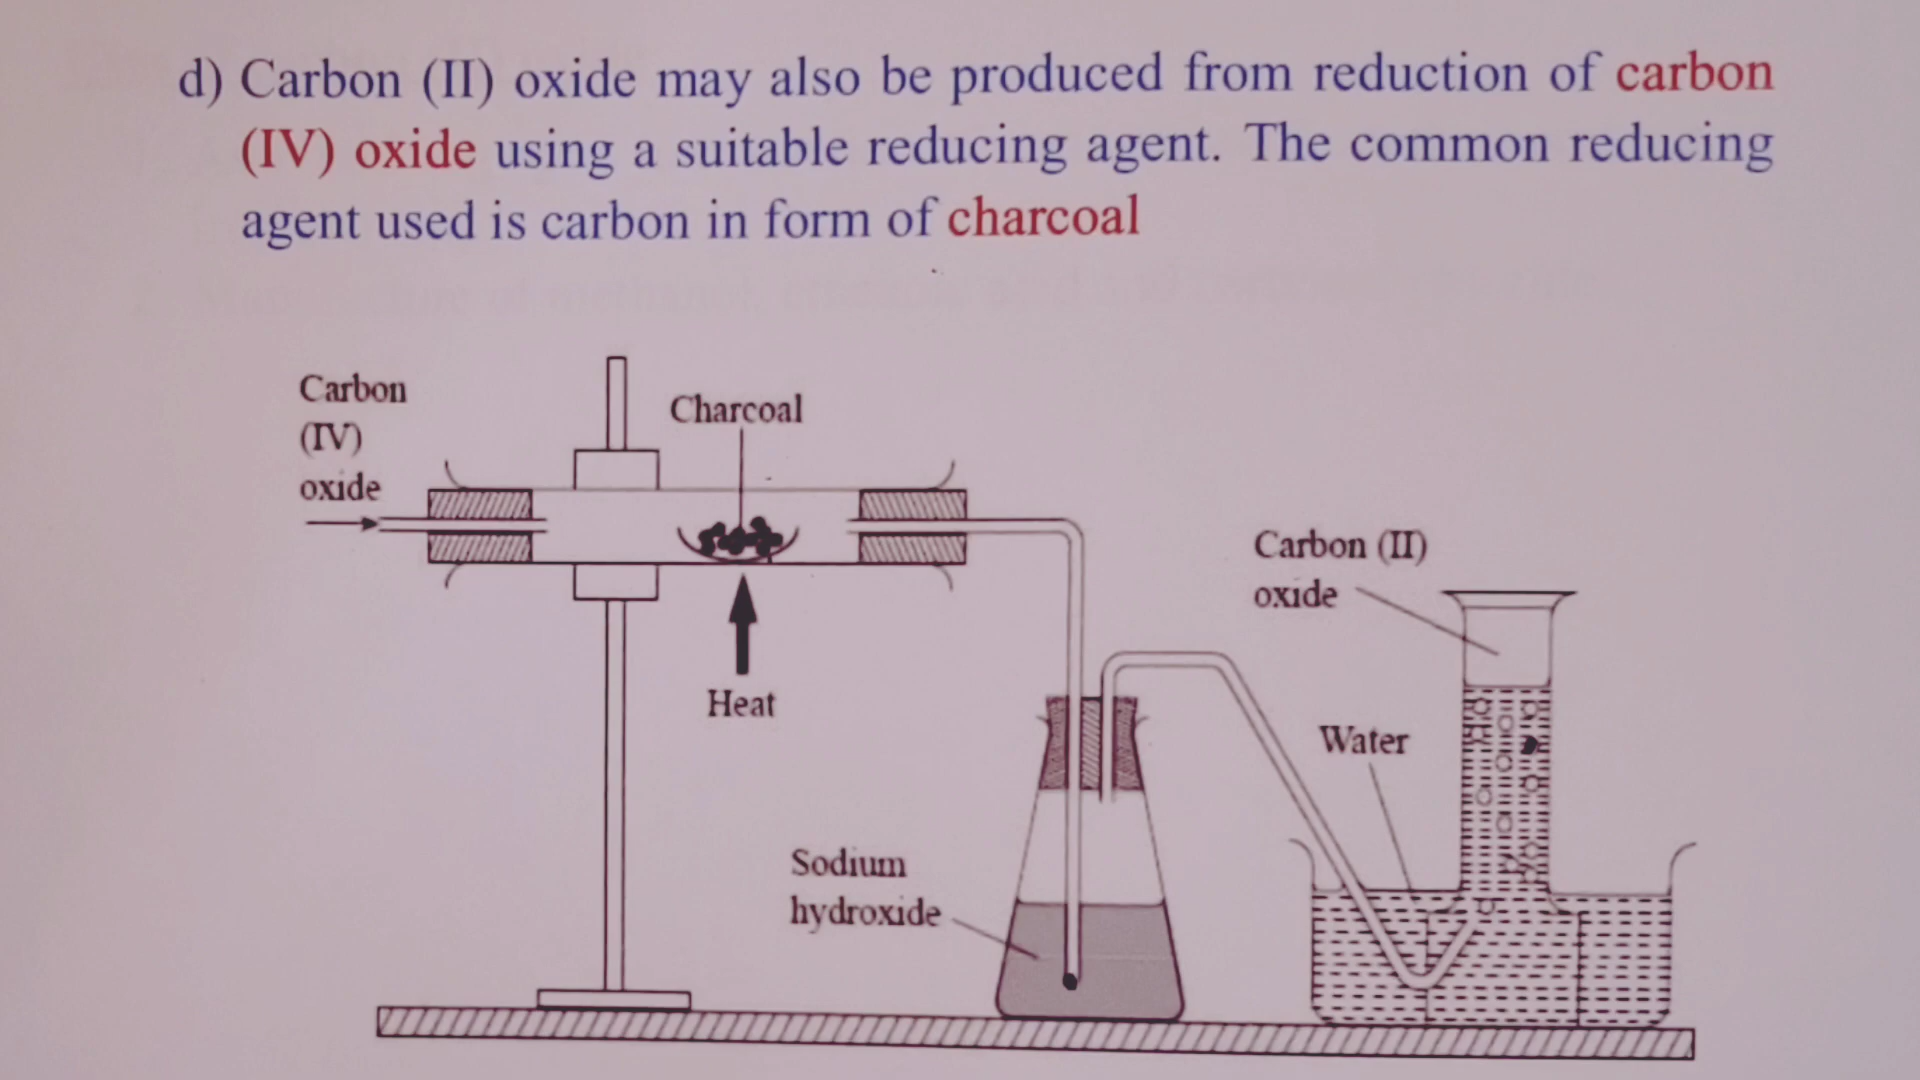 d) Carbon (II) oxide may also be produced from reduction of carbon
(IV) oxide using a suitable reducing agent. The common reducing
agent used is carbon in form of charcoal
Carbon
(IV)
oxide
Charcoal
Heat
Carbon (II)
oxide
Water
Sodium
hydroxide